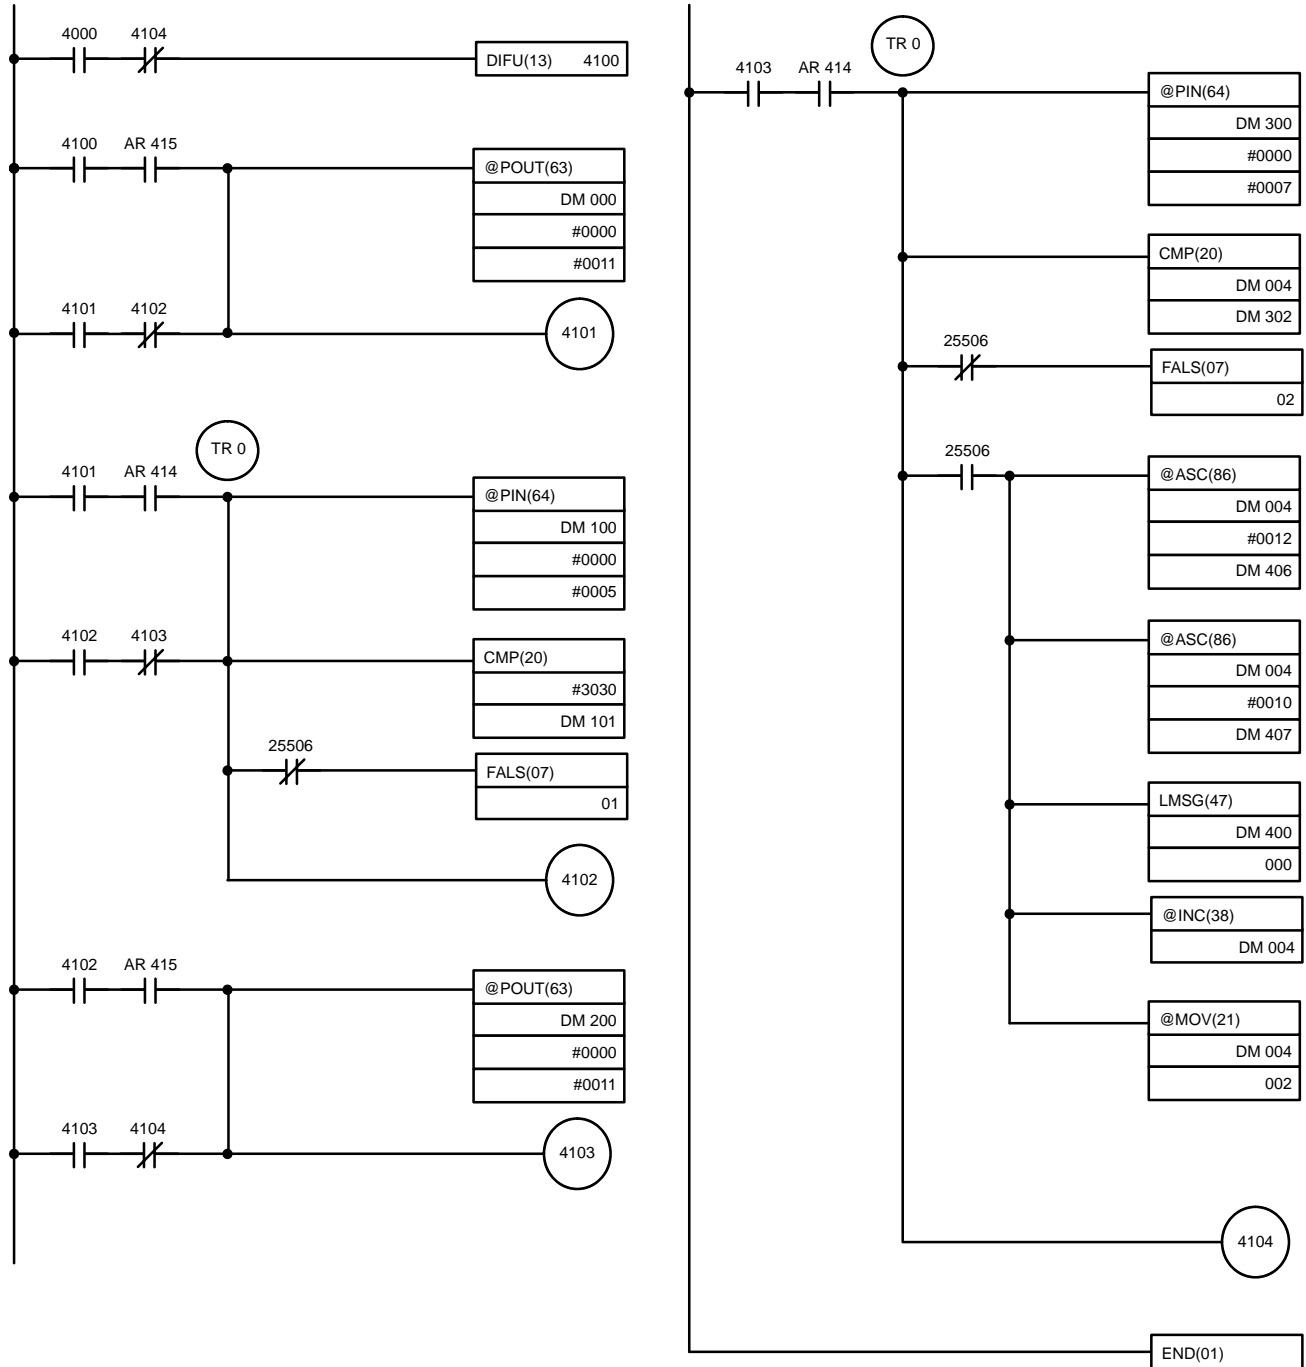 4000 4104
DIFU(13) 4100
4100 AR 415
@POUT(63)
DM 000
#0000
#0011
4101 4102
4101
TR 0
4101 AR 414
@PIN(64)
DM 100
#0000
#0005
4102 4103
CMP(20)
#3030
DM 101
25506
FALS(07)
01
4102
4102 AR 415
@POUT(63)
DM 200
#0000
#0011
4103 4104
4103
TR 0
4103 AR 414
@PIN(64)
DM 300
#0000
#0007
CMP(20)
DM 004
DM 302
25506
FALS(07)
02
25506
@ASC(86)
DM 004
#0012
DM 406
@ASC(86)
DM 004
#0010
DM 407
LMSG(47)
DM 400
000
@INC(38)
DM 004
@MOV(21)
DM 004
002
4104
END(01)